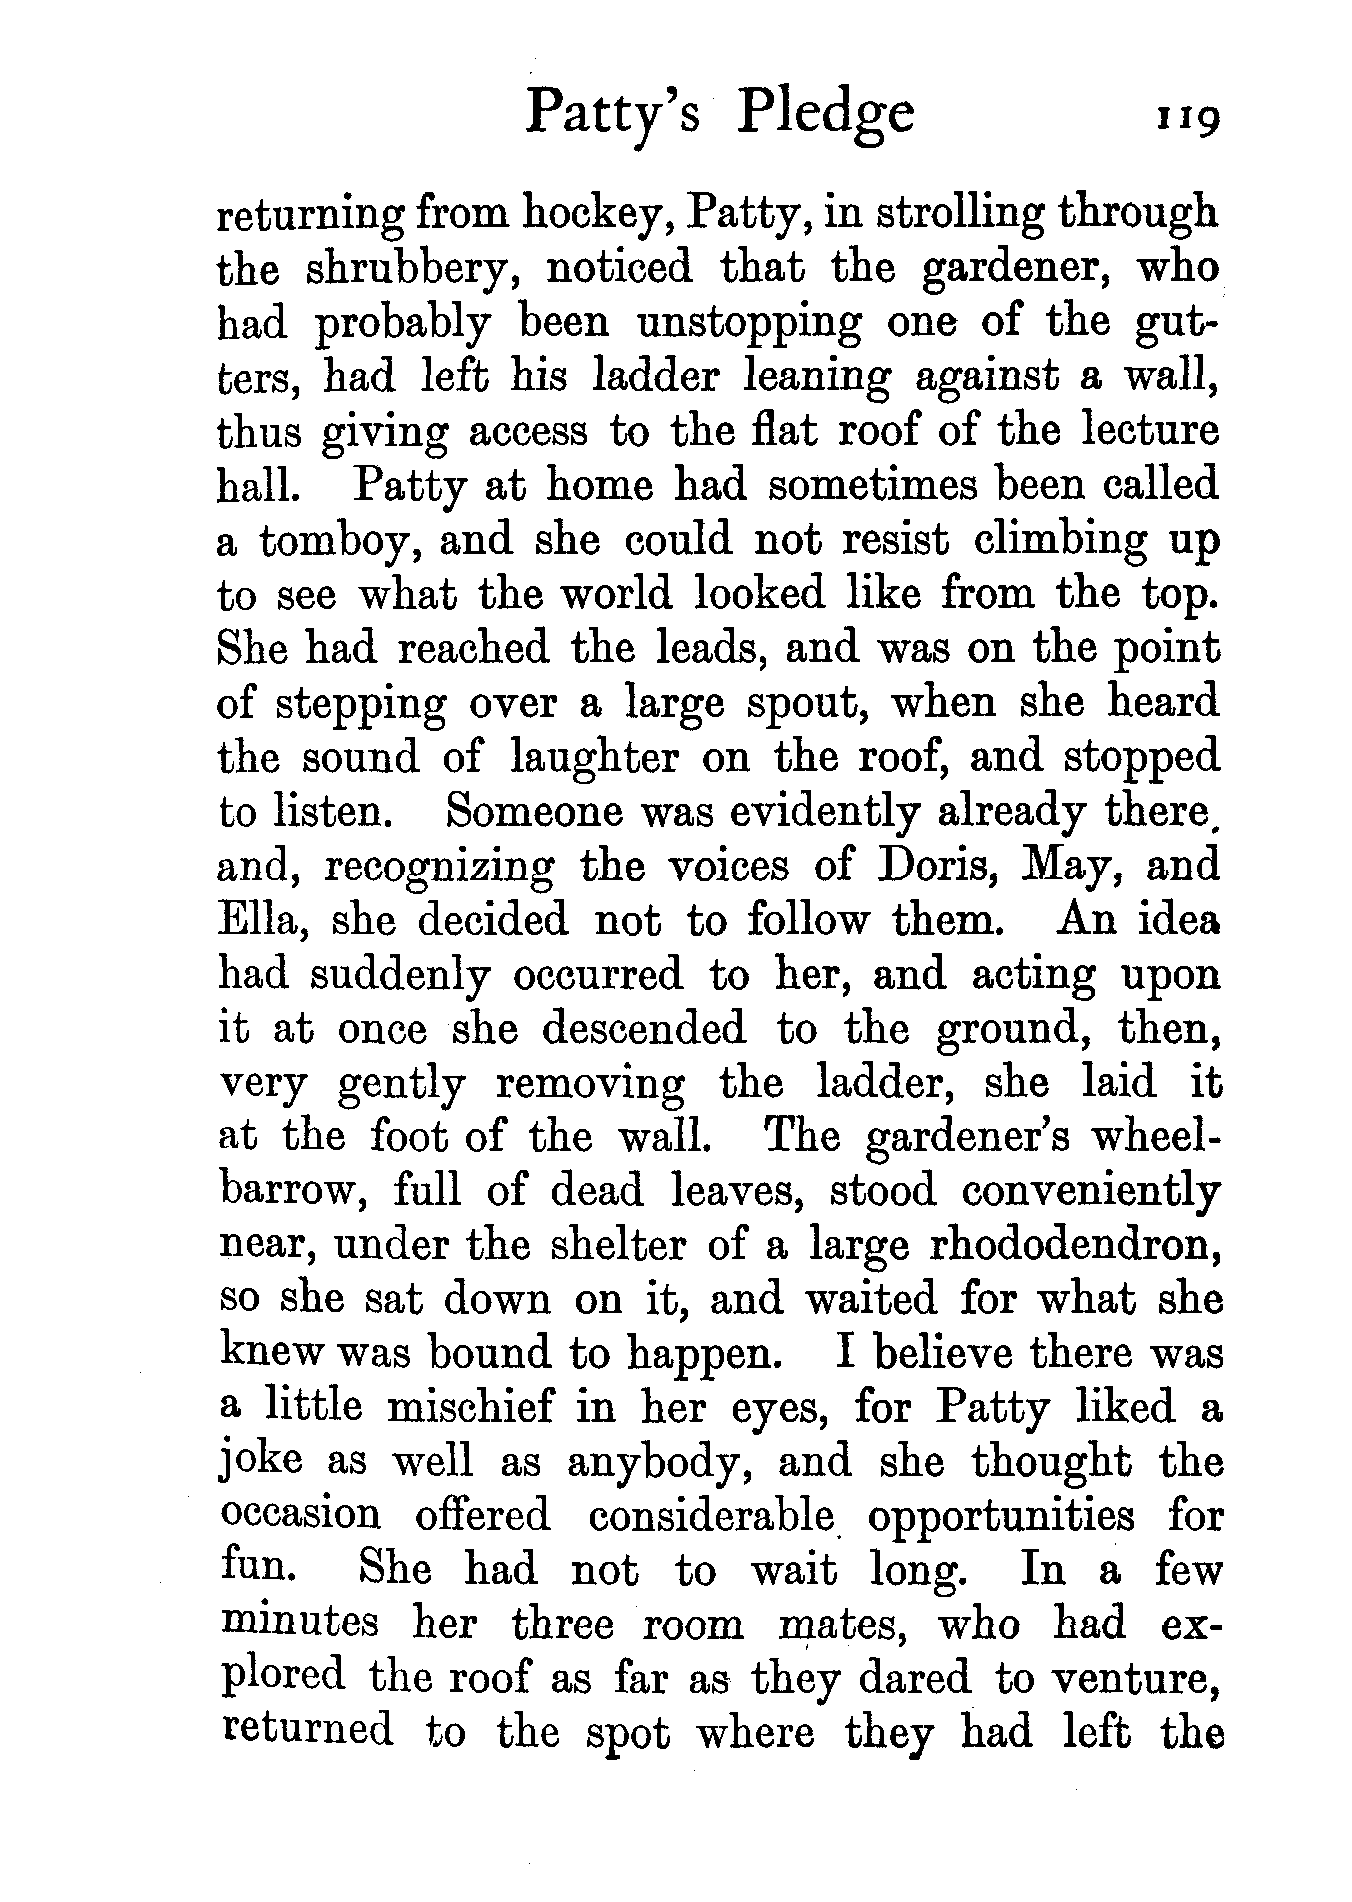 Patty's Pledge 119
returning from hockey, Patty, in strolling through
the shrubbery, noticed that the gardener, who
had probably been unstopping one of the gut-
ters, had left his ladder leaning against a wall,
thus giving access to the flat roof of the lecture
hall. Patty at home had sometimes been called
a tomboy, and she could not resist climbing up
to see what the world looked like from the top.
She had reached the leads, and was on the point
of stepping over a large spout, when she heard
the sound of laughter on the roof, and stopped
to listen. Someone was evidently already there,
and, recognizing the voices of Doris, May, and
Ella, she decided not to follow them. An idea
had suddenly occurred to her, and acting upon
it at once she descended to the ground, then,
very gently removing the ladder, she laid it
at the foot of the wall. The gardener's wheel-
barrow, full of dead leaves, stood conveniently
near, under the shelter of a large rhododendron,
so she sat down on it, and waited for what she
knew was bound to happen. I believe there was
a little mischief in her eyes, for Patty liked a
joke as well as anybody, and she thought the
occasion offered considerable opportunities for
fun. She had not to wait long. In a few
minutes her three room mates, who had ex-
plored the roof as far as they dared to venture,
returned to the spot where they had left the